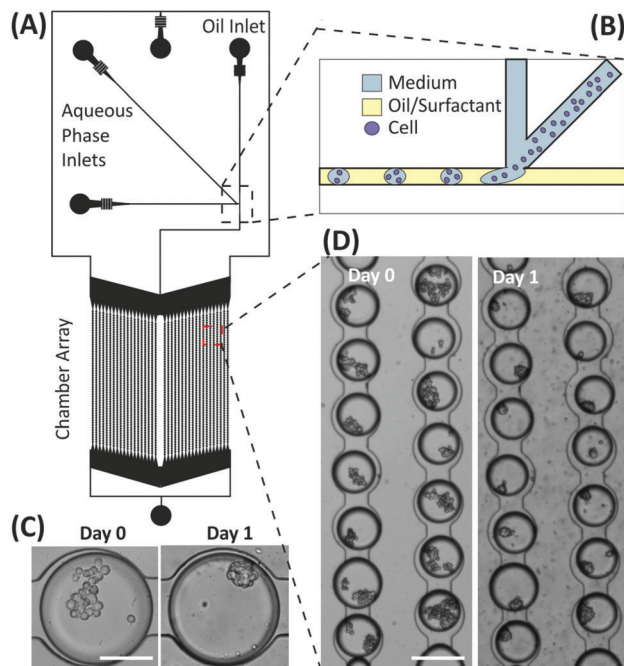 (A)
Oil Inlet
Aqueous
Phase
Inlets
Chamber Array
(B)
Medium
Oil/Surfactant
Cell
(C)
Day 0
Day 1
(D)
Day 0
Day 1